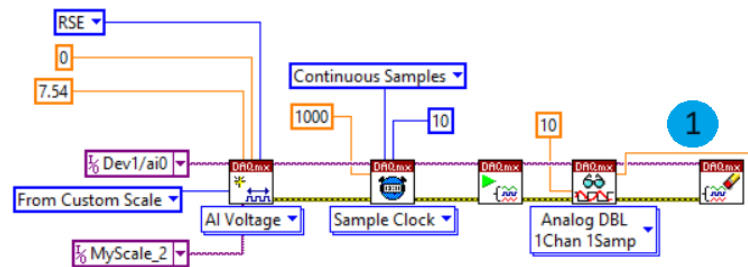 RSE
0
7.54
Continuous Samples
1000
10
10
1
Dev1/ai0
DAQmx
DAQmx
DAQmx
DAQmx
DAQmx
From Custom Scale
AI Voltage
Sample Clock
Analog DBL
1Chan 1Samp
MyScale_2